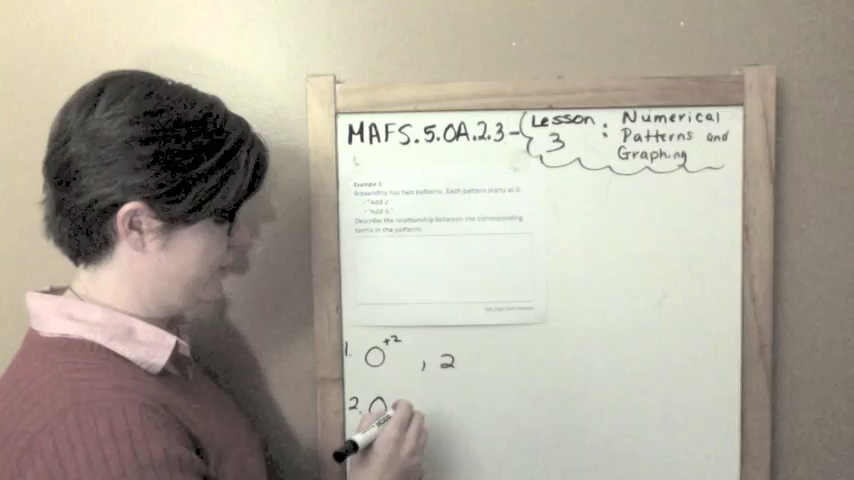 MAFS.5.OA.2.3- Lesson 3 : Numerical
Patterns and
Graphing
Example 3
Alexandria has two patterns. Each pattern starts at 0.
"Add 2."
"Add 4."
Describe the relationship between the corresponding
terms in the patterns.
1. 0 +2 , 2
2. 0